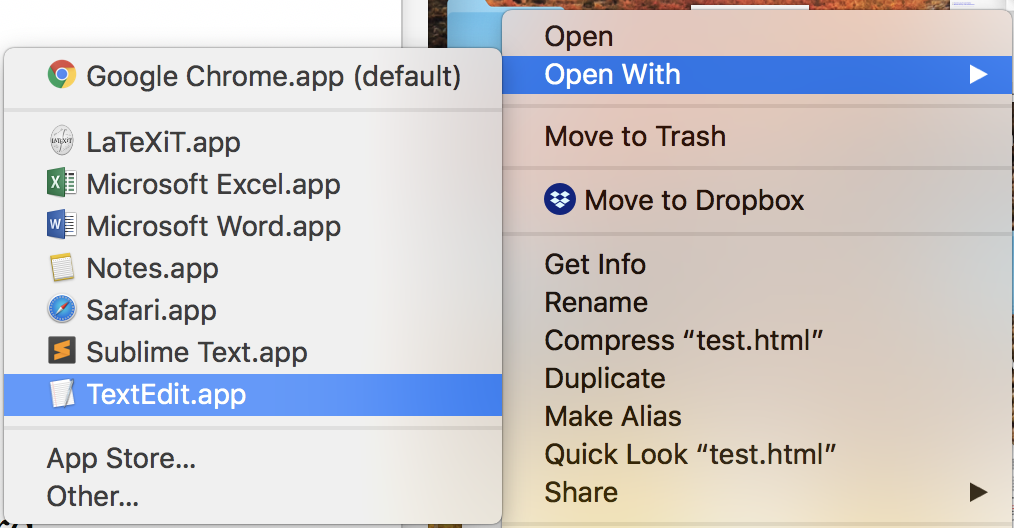 Open
Open With
Move to Trash
Move to Dropbox
Get Info
Rename
Compress “test.html”
Duplicate
Make Alias
Quick Look “test.html”
Share
Google Chrome.app (default)
LaTeXiT.app
Microsoft Excel.app
Microsoft Word.app
Notes.app
Safari.app
Sublime Text.app
TextEdit.app
App Store...
Other...